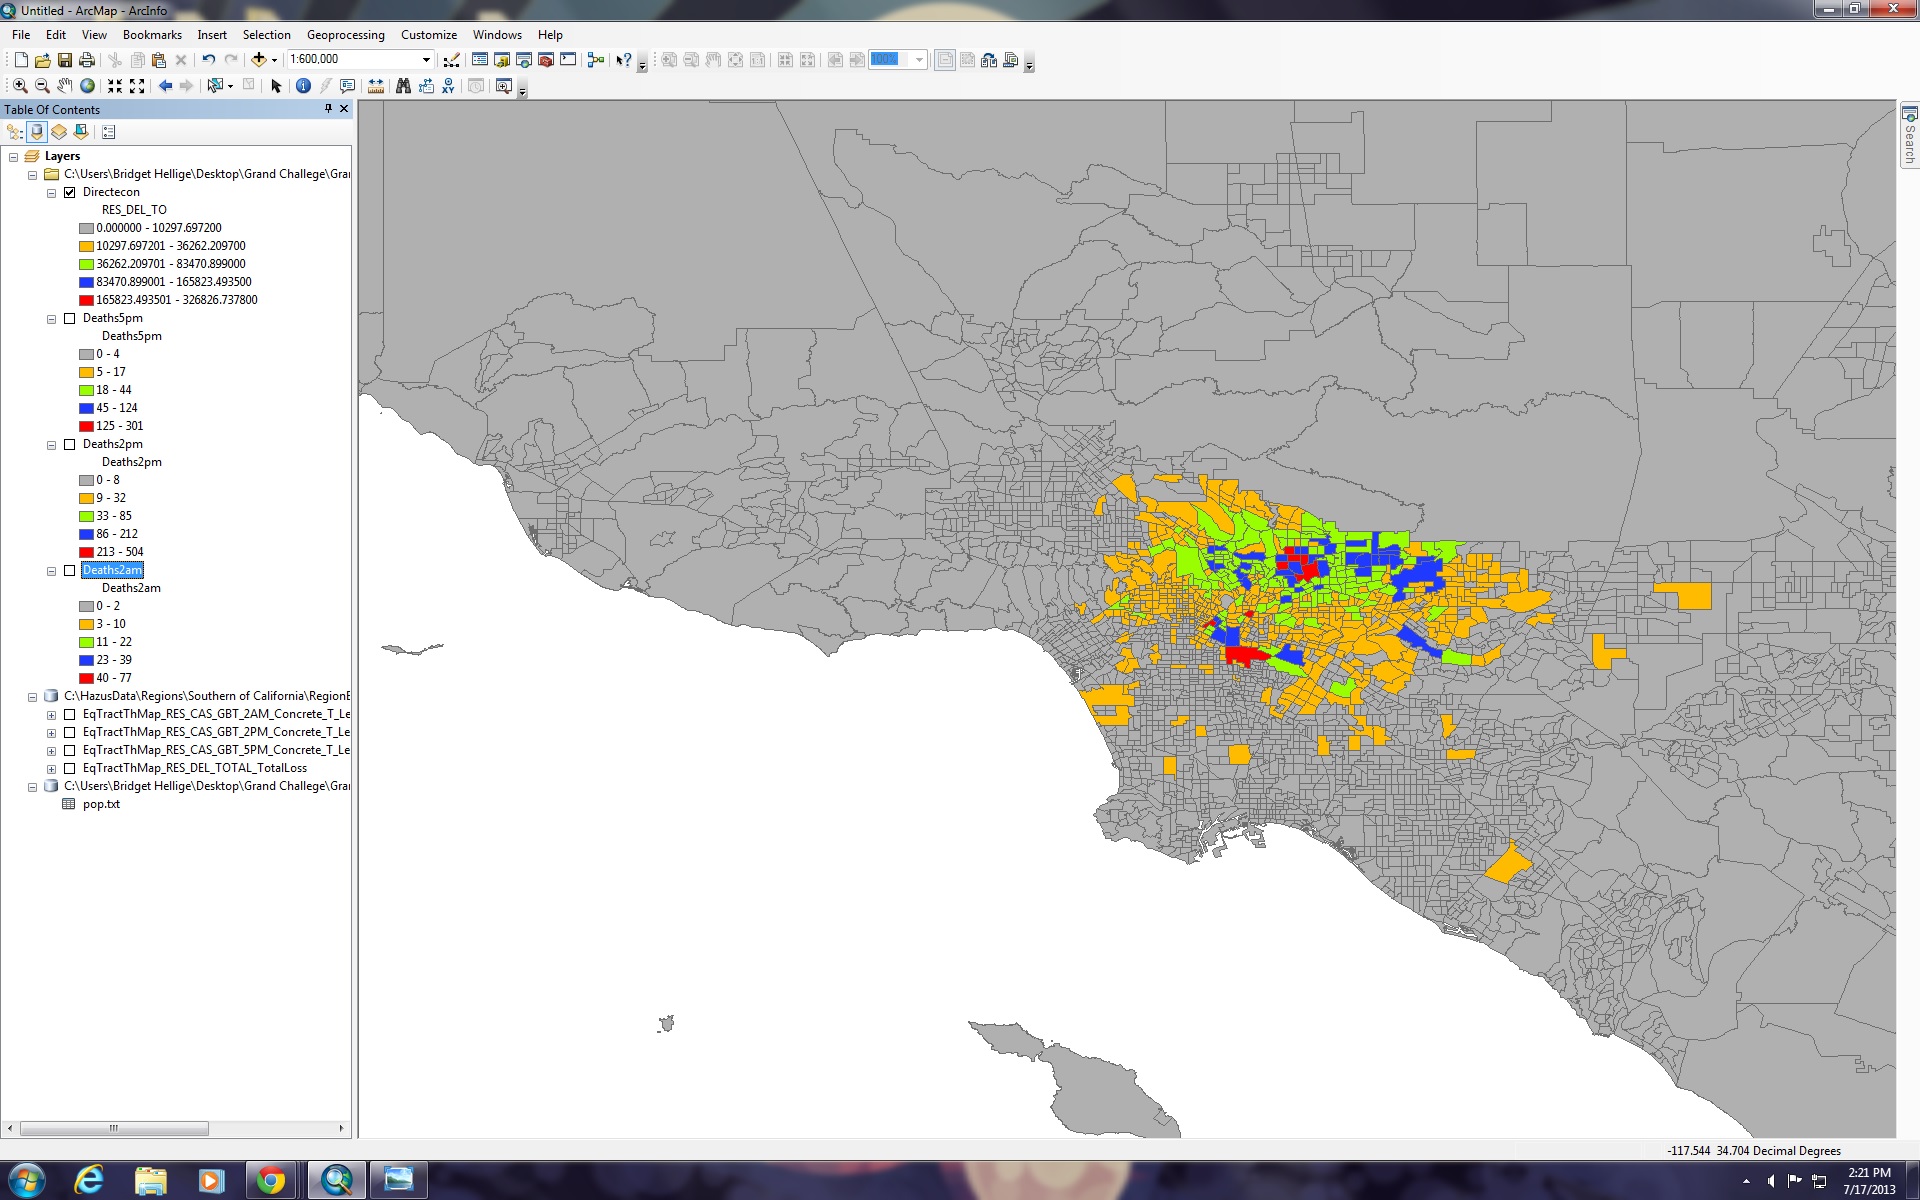 Untitled - ArcMap - ArcInfo
File Edit View Bookmarks Insert Selection Geoprocessing Customize Windows Help
1:600,000
100%
Table Of Contents
Layers
C:\Users\Bridget Hellige\Desktop\Grand Challege\Gra
Directecon
RES_DEL_TO
0.000000 - 10297.697200
10297.697201 - 36262.209700
36262.209701 - 83470.899000
83470.899001 - 165823.493500
165823.493501 - 326826.737800
Deaths5pm
Deaths5pm
0 - 4
5 - 17
18 - 44
45 - 124
125 - 301
Deaths2pm
Deaths2pm
0 - 8
9 - 32
33 - 85
86 - 212
213 - 504
Deaths2am
Deaths2am
0 - 2
3 - 10
11 - 22
23 - 39
40 - 77
C:\HazusData\Regions\Southern of California\RegionE
EqTractThMap_RES_CAS_GBT_2AM_Concrete_T_Le
EqTractThMap_RES_CAS_GBT_2PM_Concrete_T_Le
EqTractThMap_RES_CAS_GBT_5PM_Concrete_T_Le
EqTractThMap_RES_DEL_TOTAL_TotalLoss
C:\Users\Bridget Hellige\Desktop\Grand Challege\Gra
pop.txt
Search
-117.544 34.704 Decimal Degrees
2:21 PM
7/17/2013